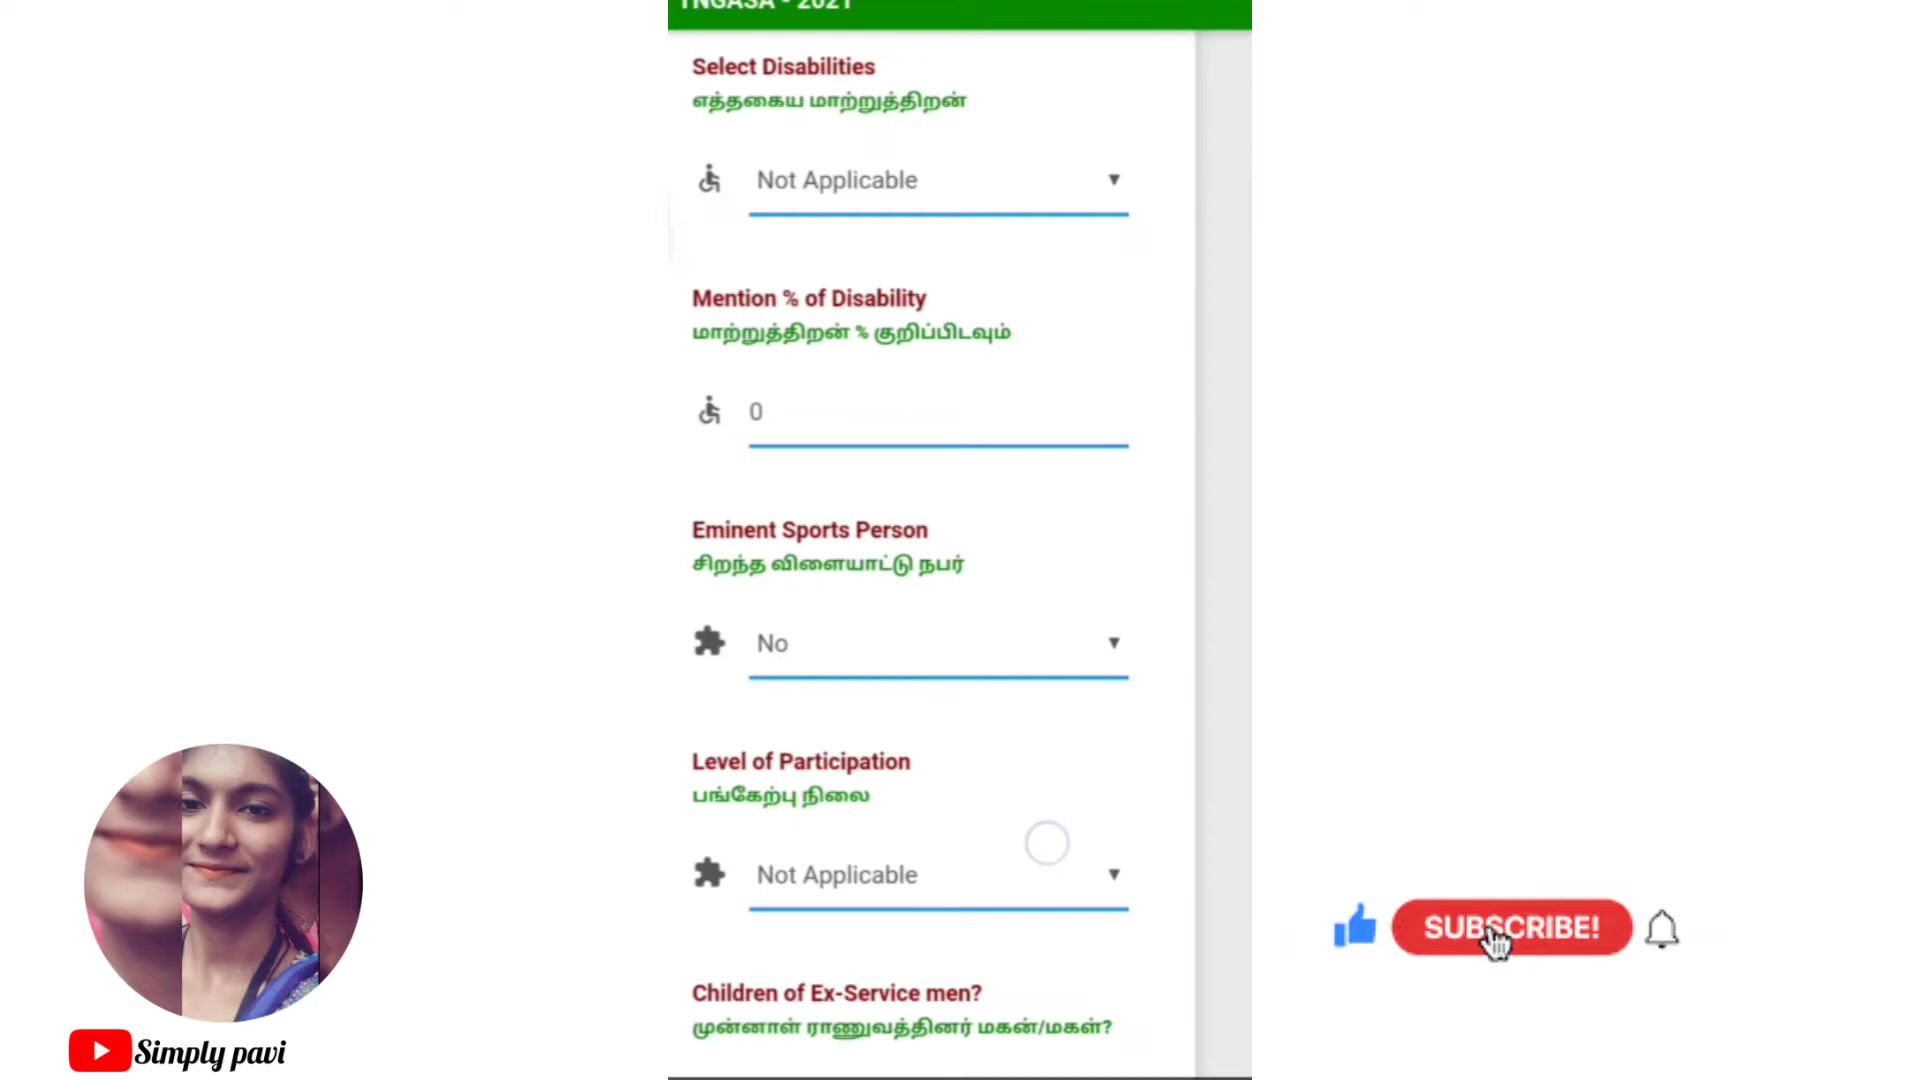 TNGASA - 2021
Select Disabilities
எத்தகைய மாற்றுத்திறன்
Not Applicable
Mention % of Disability
மாற்றுத்திறன் % குறிப்பிடவும்
0
Eminent Sports Person
சிறந்த விளையாட்டு நபர்
No
Level of Participation
பங்கேற்பு நிலை
Not Applicable
Children of Ex-Service men?
முன்னாள் ராணுவத்தினர் மகன்/மகள்?
SUBSCRIBE!
Simply pavi